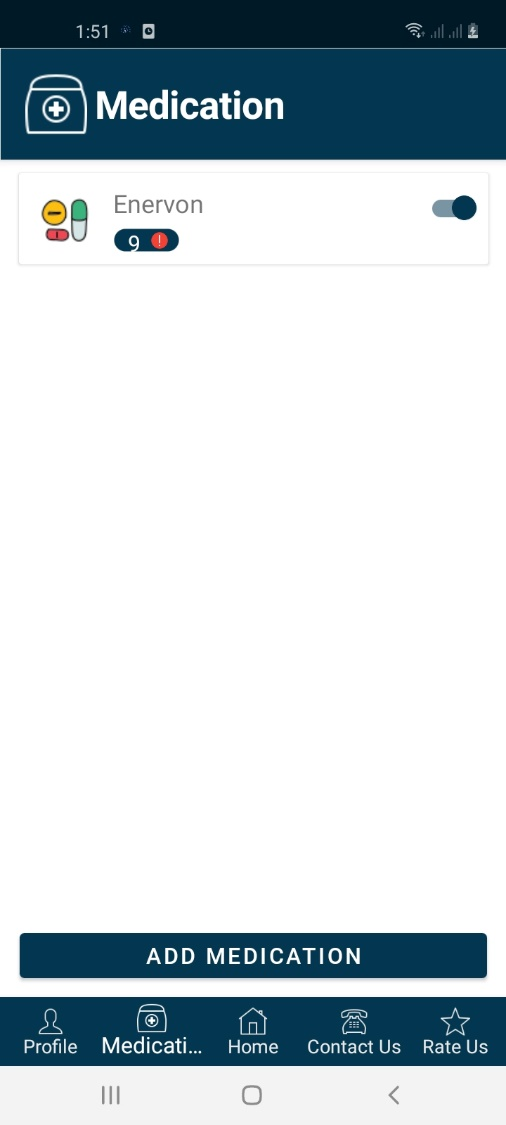 1:51
Medication
Enervon
9 !
ADD MEDICATION
Profile
Medicati...
Home
Contact Us
Rate Us